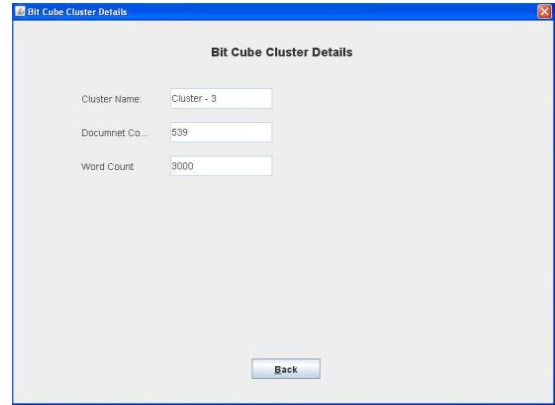 Bit Cube Cluster Details
Bit Cube Cluster Details
Cluster Name: Cluster - 3
Documnet Co... 539
Word Count 3000
Back